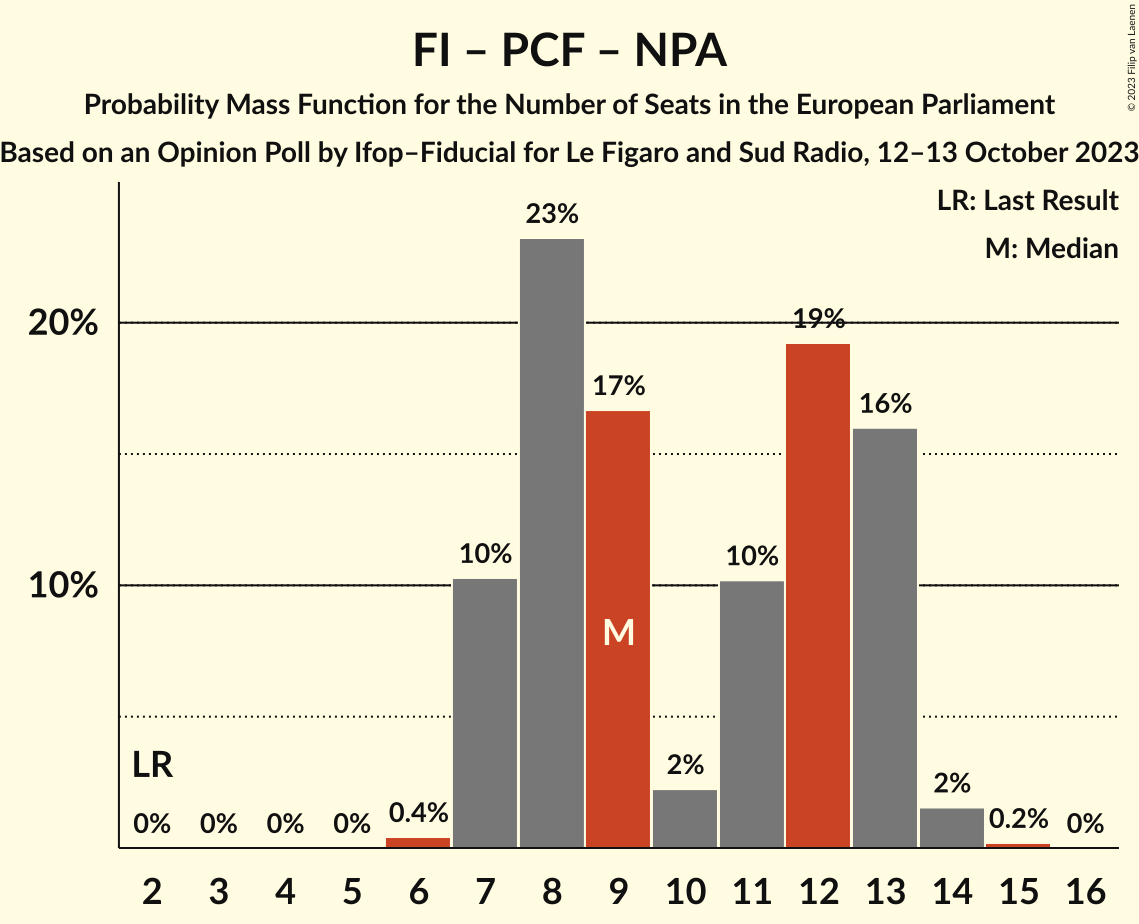 FI – PCF – NPA
Probability Mass Function for the Number of Seats in the European Parliament
Based on an Opinion Poll by Ifop–Fiducial for Le Figaro and Sud Radio, 12–13 October 2023
© 2023 Filip van Laenen
LR: Last Result
M: Median
23%
20%
19%
17%
16%
10%
10%
10%
M
LR
2%
2%
0% 0% 0% 0% 0.4% 0.2% 0%
2 3 4 5 6 7 8 9 10 11 12 13 14 15 16